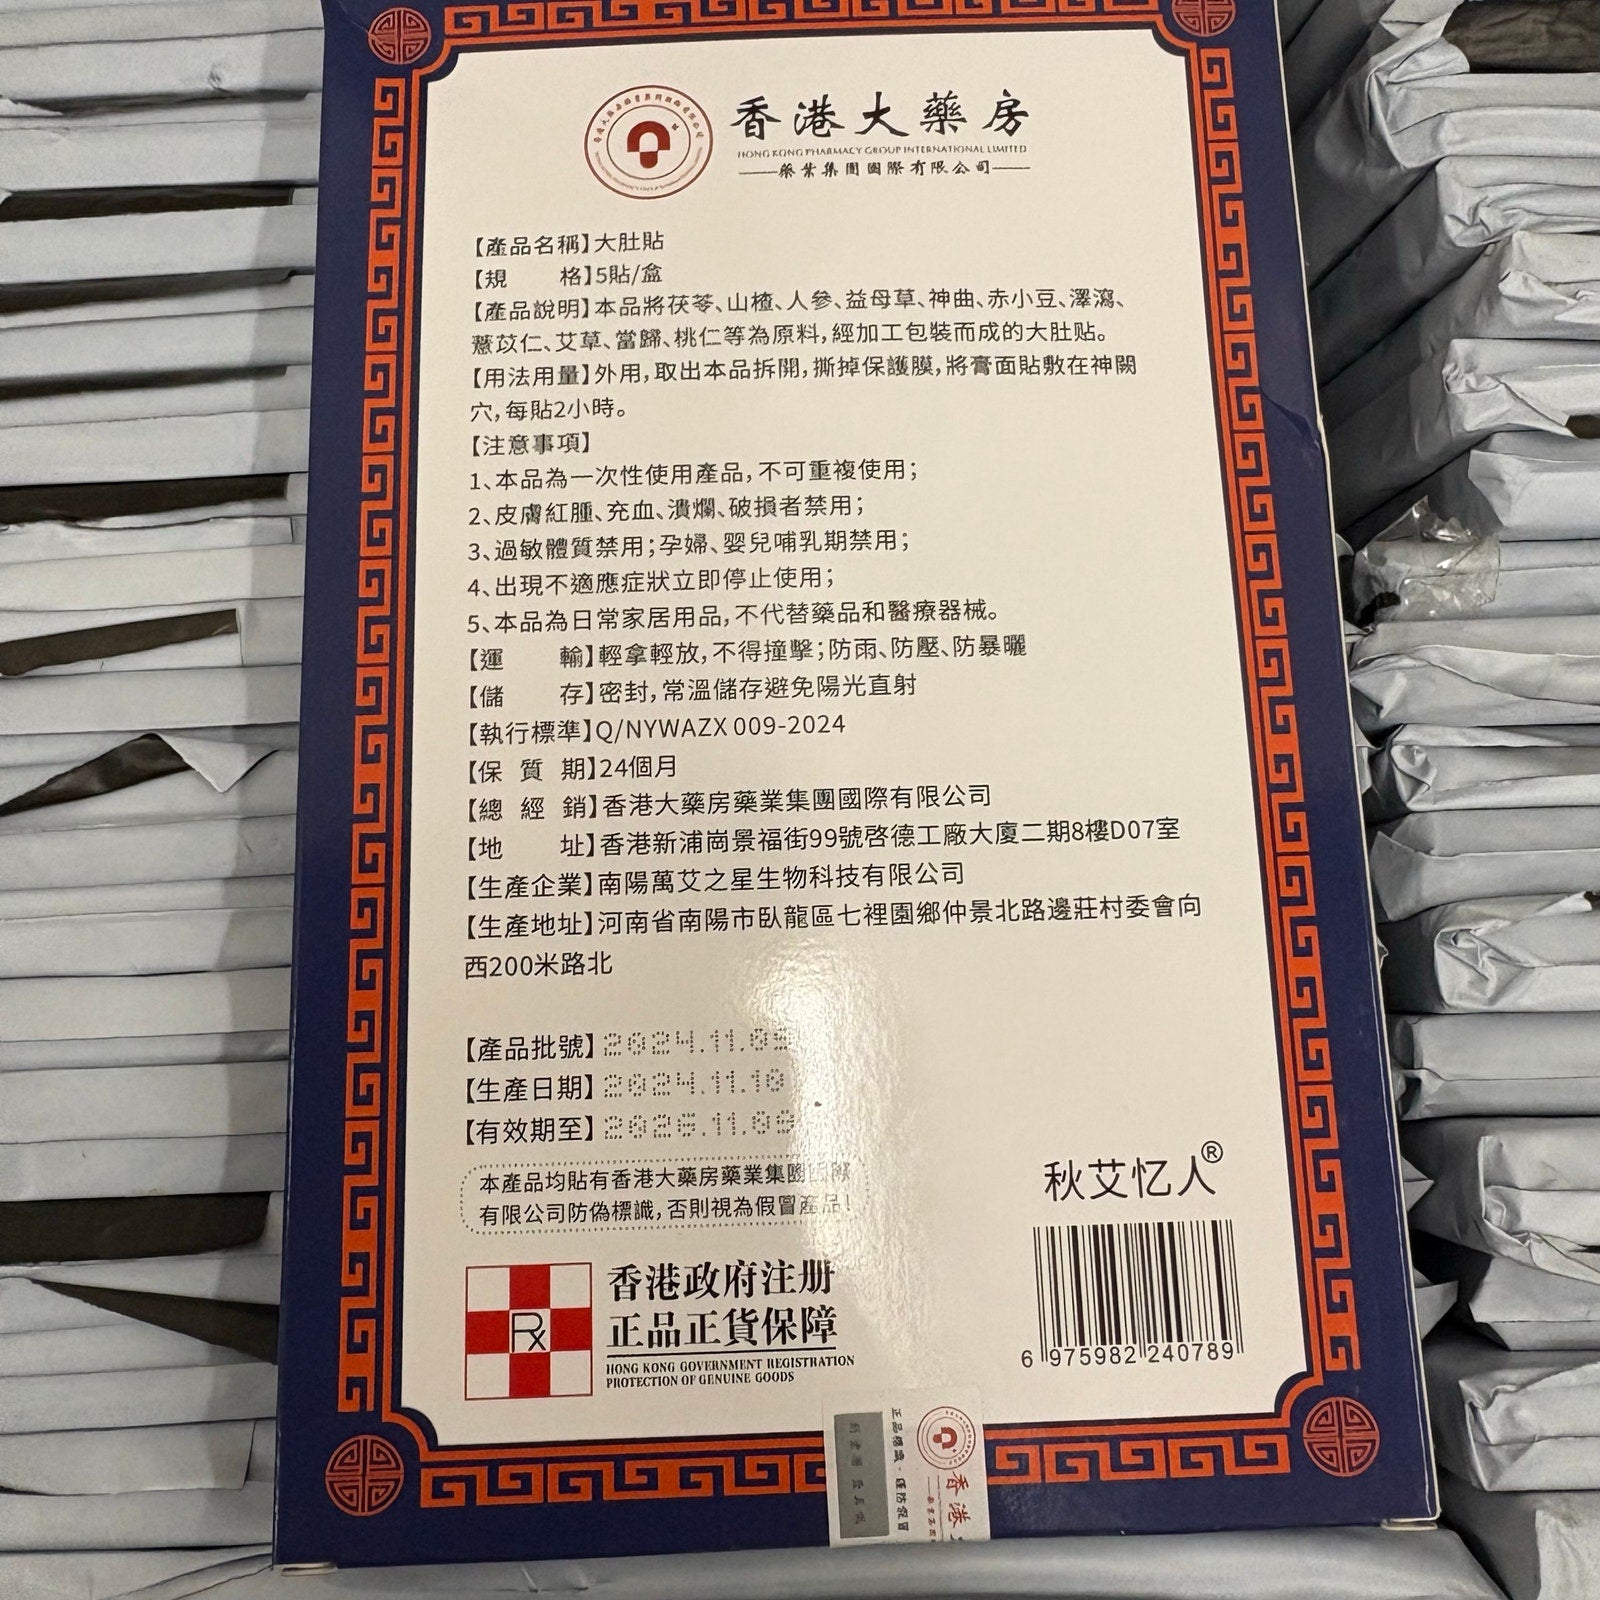 香港大藥房
HONG KONG PHARMACY GROUP INTERNATIONAL LIMITED
藥業集團國際有限公司
【產品名稱】大肚貼
【規 格】5貼/盒
【產品說明】本品將茯苓、山楂、人參、益母草、神曲、赤小豆、澤瀉、
薏苡仁、艾草、當歸、桃仁等為原料,經加工包裝而成的大肚贴。
【用法用量】外用,取出本品拆開,撕掉保護膜,將膏面貼敷在神闕
穴,每貼2小時。
【注意事項】
1、本品為一次性使用產品,不可重複使用;
2、皮膚紅腫、充血、潰爛、破損者禁用;
3、過敏體質禁用;孕婦、嬰兒哺乳期禁用;
4、出現不適應症狀立即停止使用;
5、本品為日常家居用品,不代替藥品和醫療器械。
【運 輸】輕拿輕放,不得撞擊;防雨、防壓、防暴曬
【儲 存】密封,常溫儲存避免陽光直射
【執行標準】Q/NYWAZX 009-2024
【保 質 期】24個月
【總 經 銷】香港大藥房藥業集團國際有限公司
【地 址】香港新浦崗景福街99號啓德工廠大廈二期8樓D07室
【生產企業】南陽萬艾之星生物科技有限公司
【生產地址】河南省南陽市臥龍區七裡園鄉仲景北路邊莊村委會向
西200米路北
【產品批號】2024.11.09
【生產日期】2024.11.10
【有效期至】2026.11.09
本產品均貼有香港大藥房藥業集團國際
有限公司防偽標識,否則視為假冒產品!
秋艾忆人®
6 975982 240789
Rx
香港政府注册
正品正貨保障
HONG KONG GOVERNMENT REGISTRATION
PROTECTION OF GENUINE GOODS
香港